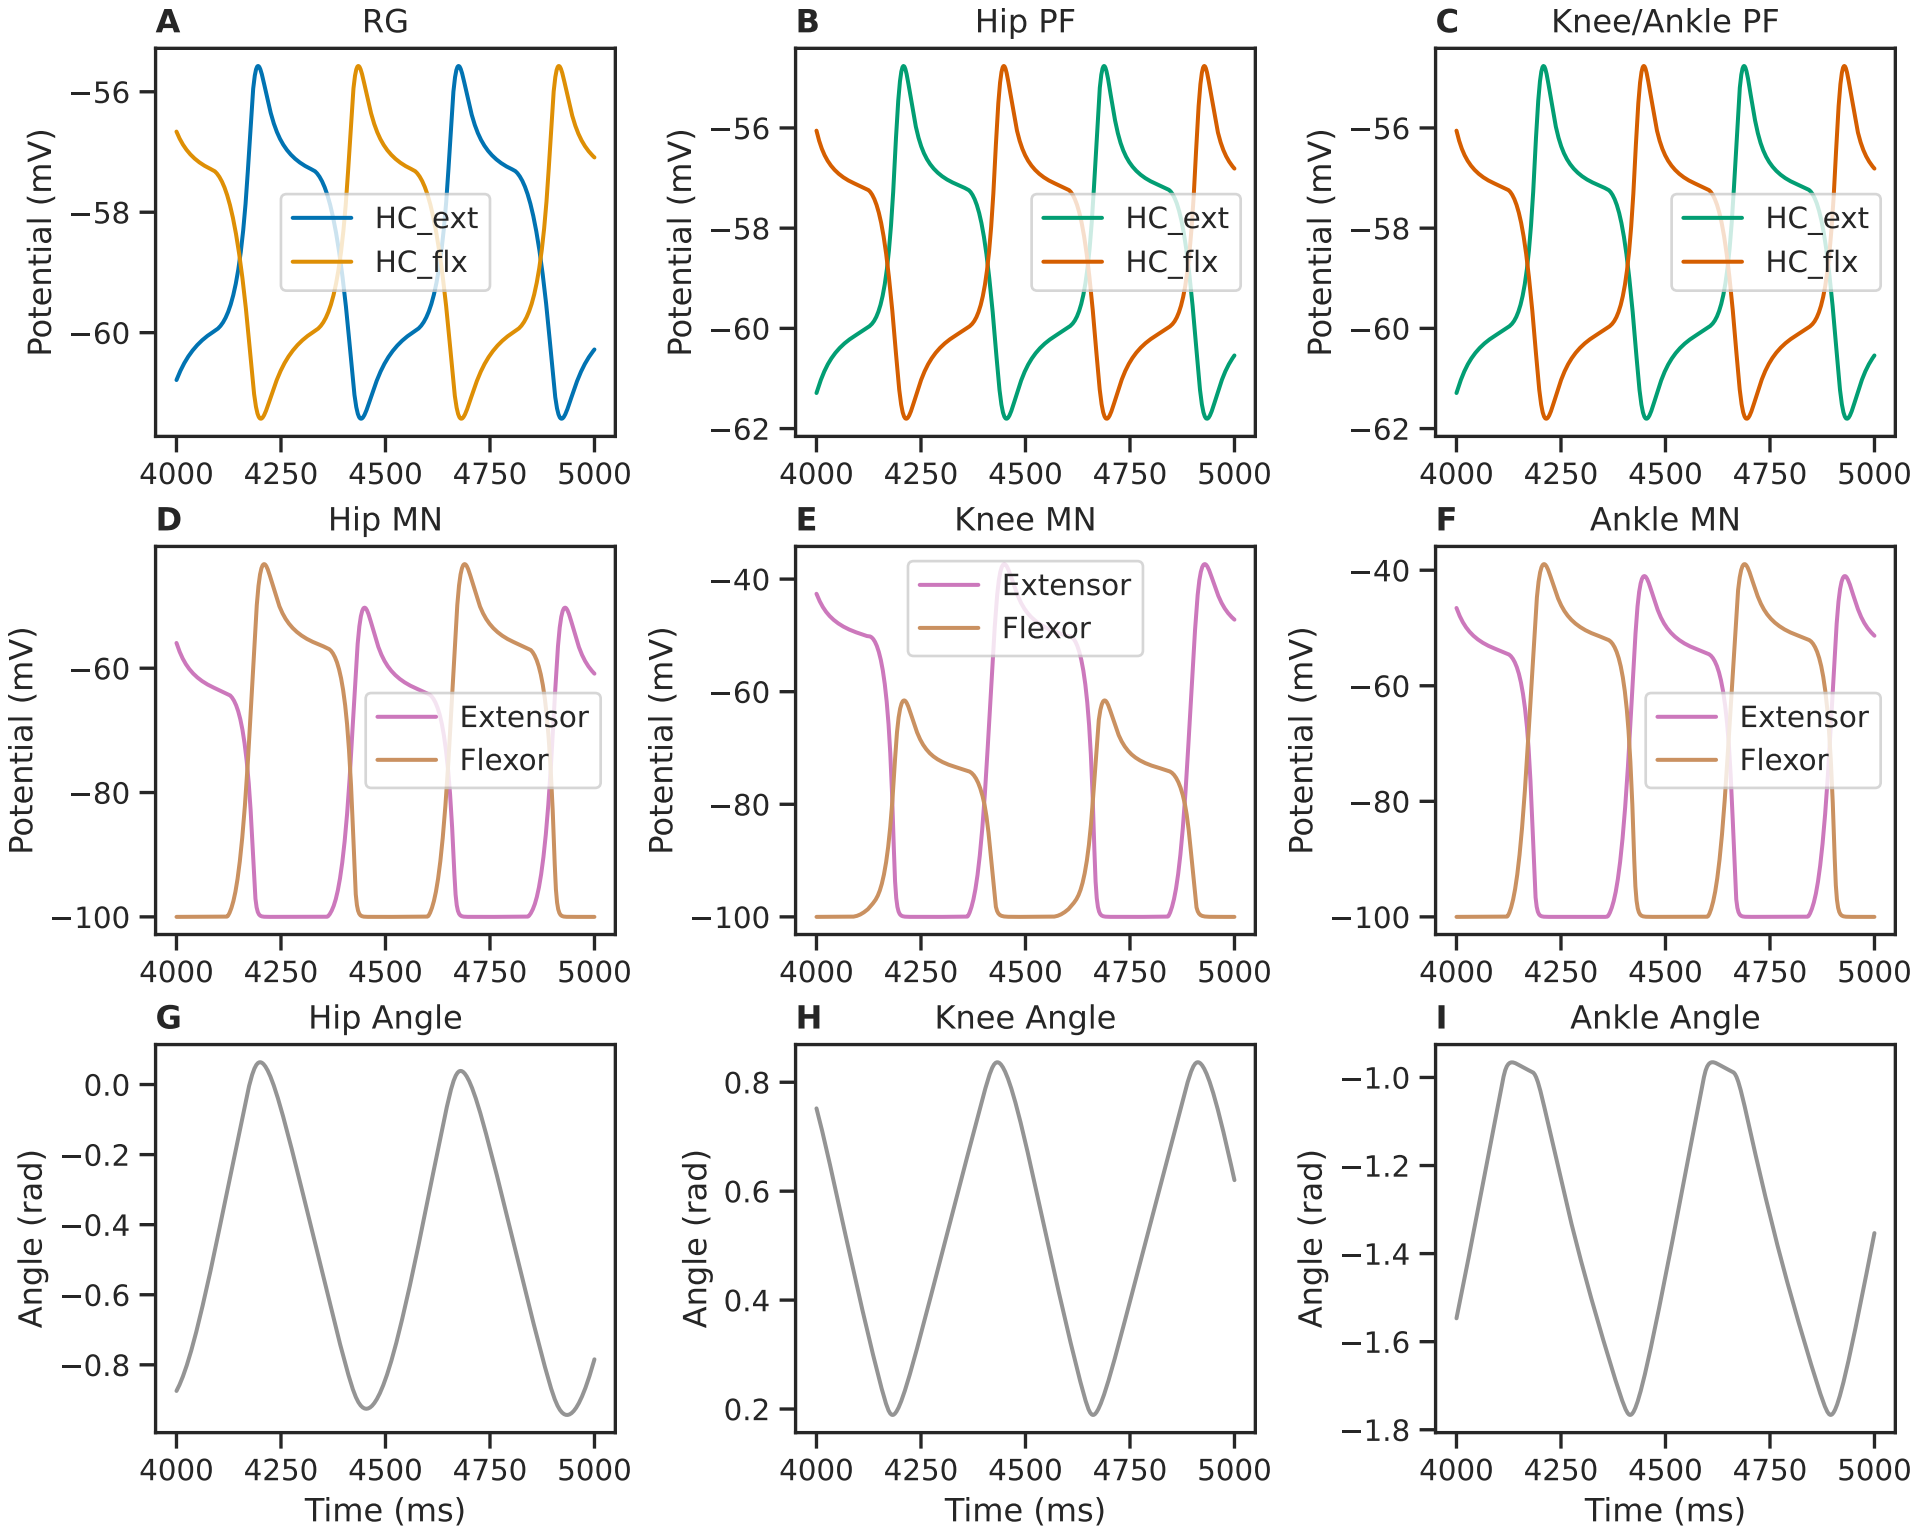 A RG
B Hip PF
C Knee/Ankle PF
Potential (mV)
−56
−58
−60
HC_ext
HC_flx
4000 4250 4500 4750 5000
Potential (mV)
−56
−58
−60
−62
HC_ext
HC_flx
4000 4250 4500 4750 5000
Potential (mV)
−56
−58
−60
−62
HC_ext
HC_flx
4000 4250 4500 4750 5000
D Hip MN
E Knee MN
F Ankle MN
Potential (mV)
−60
−80
−100
Extensor
Flexor
4000 4250 4500 4750 5000
Potential (mV)
−40
−60
−80
−100
Extensor
Flexor
4000 4250 4500 4750 5000
Potential (mV)
−40
−60
−80
−100
Extensor
Flexor
4000 4250 4500 4750 5000
G Hip Angle
H Knee Angle
I Ankle Angle
Angle (rad)
0.0
−0.2
−0.4
−0.6
−0.8
4000 4250 4500 4750 5000
Time (ms)
Angle (rad)
0.8
0.6
0.4
0.2
4000 4250 4500 4750 5000
Time (ms)
Angle (rad)
−1.0
−1.2
−1.4
−1.6
−1.8
4000 4250 4500 4750 5000
Time (ms)